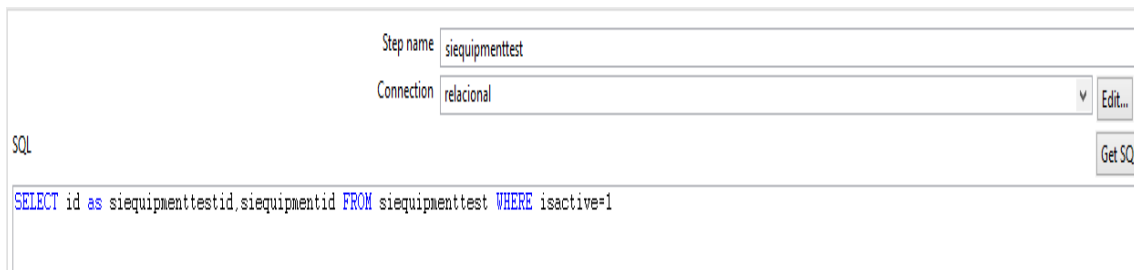 Step name siequipmenttest
Connection relacional Edit...
SQL Get SQ
SELECT id as siequipmenttestid,siequipmentid FROM siequipmenttest WHERE isactive=1